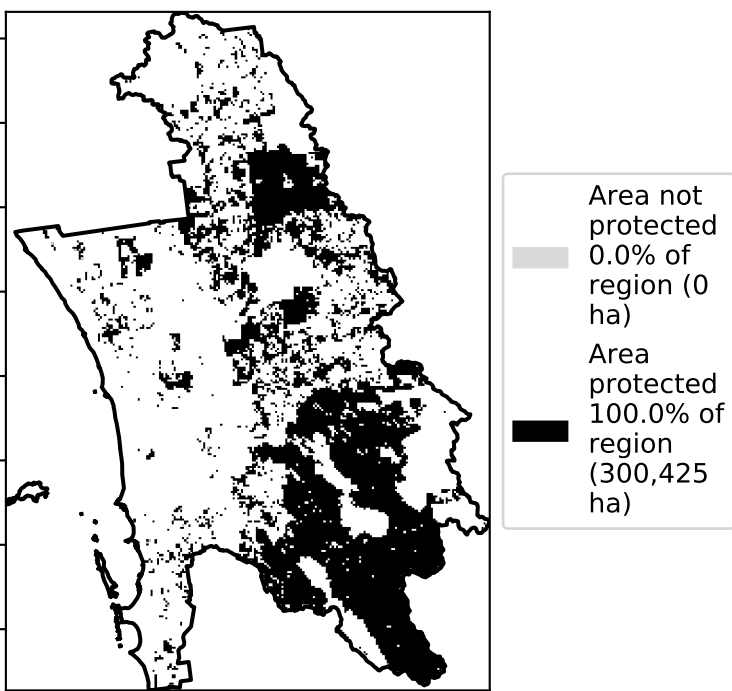 Area not
protected
0.0% of
region (0
ha)
Area
protected
100.0% of
region
(300,425
ha)